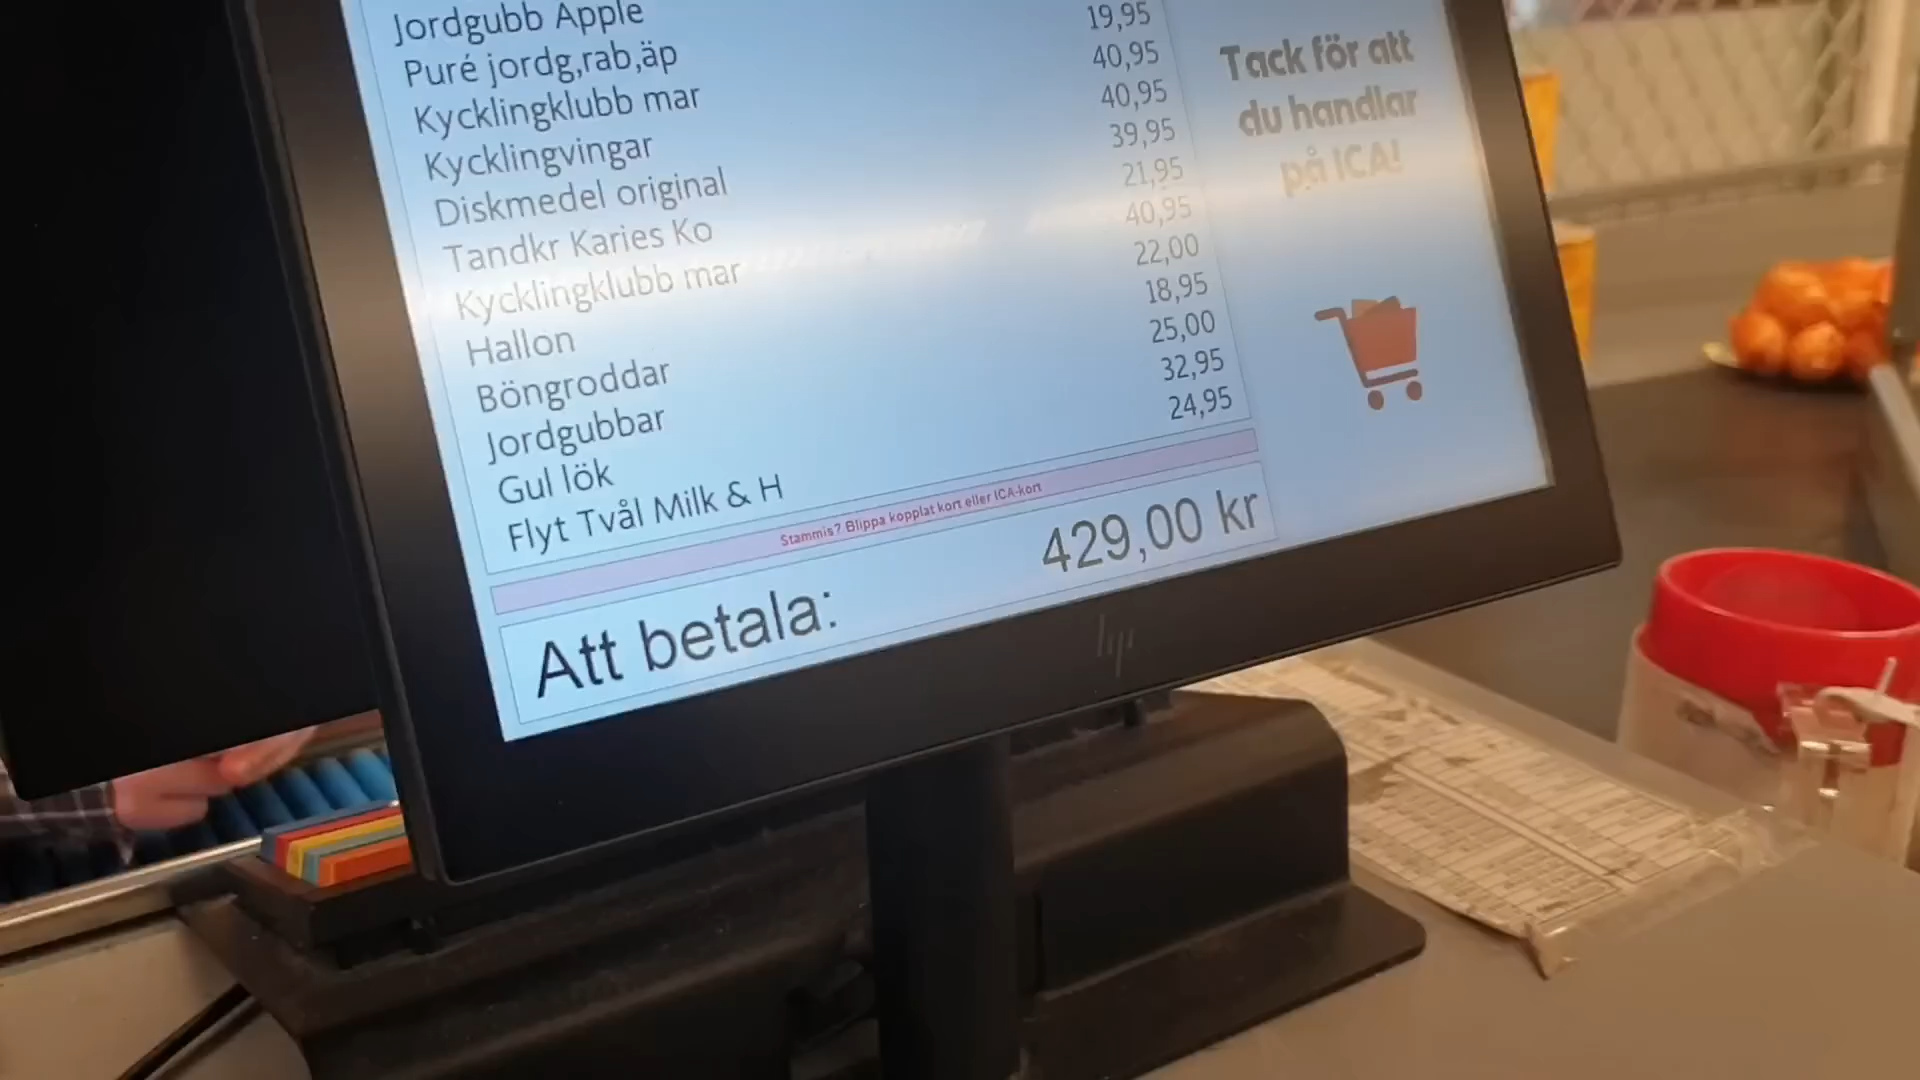 Jordgubb Apple
Puré jordg,rab,äp 19,95
Kycklingklubb mar 40,95
Kycklingvingar 40,95
Diskmedel original 39,95
Tandkr Karies Ko 21,95
Kycklingklubb mar 40,95
Hallon 22,00
Böngroddar 18,95
Jordgubbar 25,00
Gul lök 32,95
Flyt Tvål Milk & H 24,95
Stammis? Blippa kopplat kort eller ICA-kort
Att betala: 429,00 kr
Tack för att
du handlar
på ICA!
hp